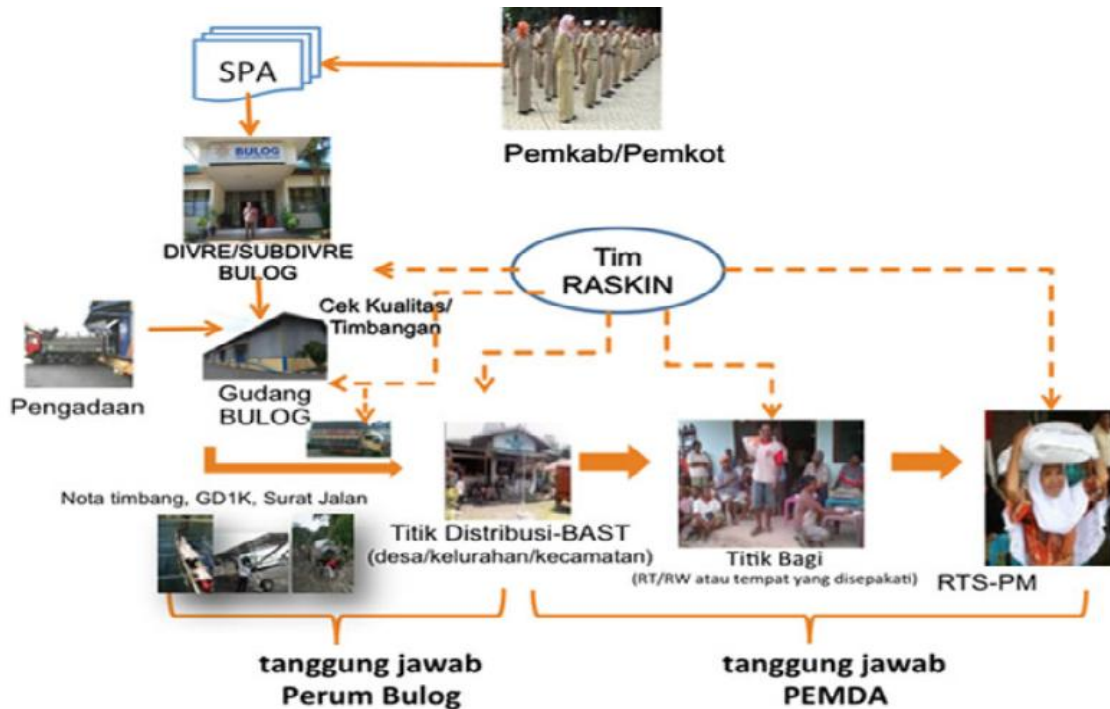 SPA
Pemkab/Pemkot
BULOG
DIVRE/SUBDIVRE
BULOG
Tim
RASKIN
Cek Kualitas/
Timbangan
Pengadaan
Gudang
BULOG
Nota timbang, GD1K, Surat Jalan
Titik Distribusi-BAST
(desa/kelurahan/kecamatan)
Titik Bagi
(RT/RW atau tempat yang disepakati)
RTS-PM
tanggung jawab
Perum Bulog
tanggung jawab
PEMDA